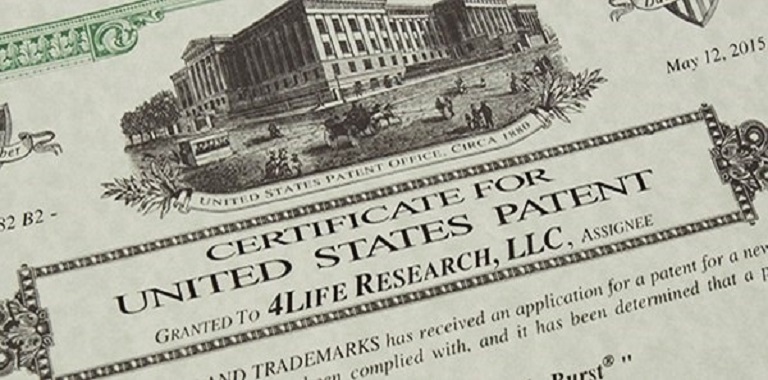 May 12, 2015
UNITED STATES PATENT OFFICE, CIRCA 1880
82 B2 -
CERTIFICATE FOR
UNITED STATES PATENT
GRANTED TO 4LIFE RESEARCH, LLC, ASSIGNEE
AND TRADEMARKS has received an application for a patent for a new
complied with, and it has been determined that a
Burst® "